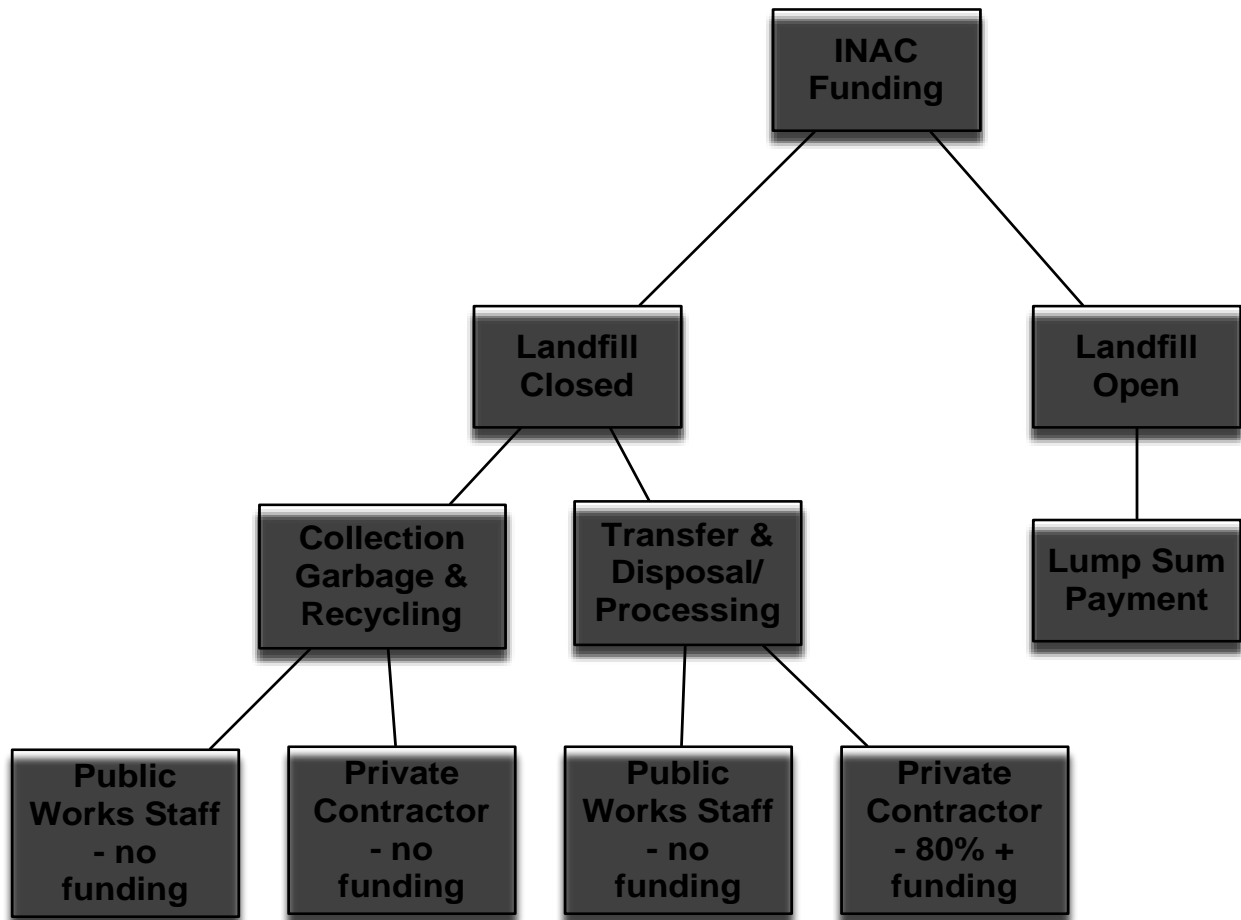 INAC
Funding
Landfill
Closed
Landfill
Open
Collection
Garbage &
Recycling
Transfer &
Disposal/
Processing
Lump Sum
Payment
Public
Works Staff
- no
funding
Private
Contractor
- no
funding
Public
Works Staff
- no
funding
Private
Contractor
- 80% +
funding